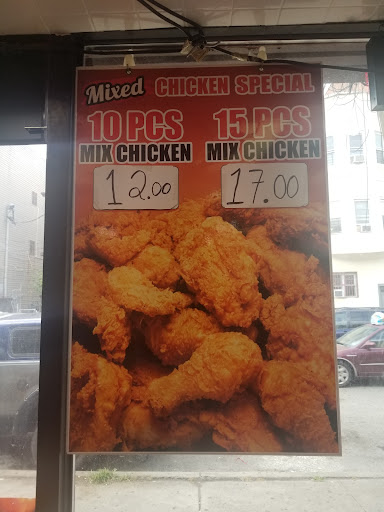 Mixed CHICKEN SPECIAL
10 PCS 15 PCS
MIX CHICKEN MIX CHICKEN
12.00 17.00